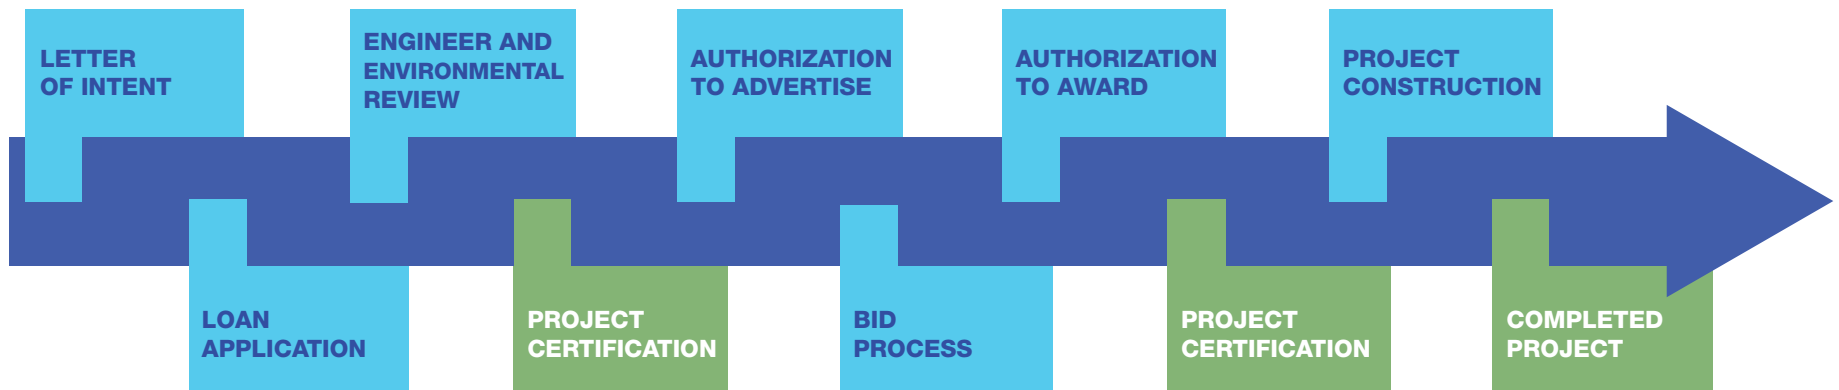 LETTER
OF INTENT
LOAN
APPLICATION
ENGINEER AND
ENVIRONMENTAL
REVIEW
PROJECT
CERTIFICATION
AUTHORIZATION
TO ADVERTISE
BID
PROCESS
AUTHORIZATION
TO AWARD
PROJECT
CERTIFICATION
PROJECT
CONSTRUCTION
COMPLETED
PROJECT